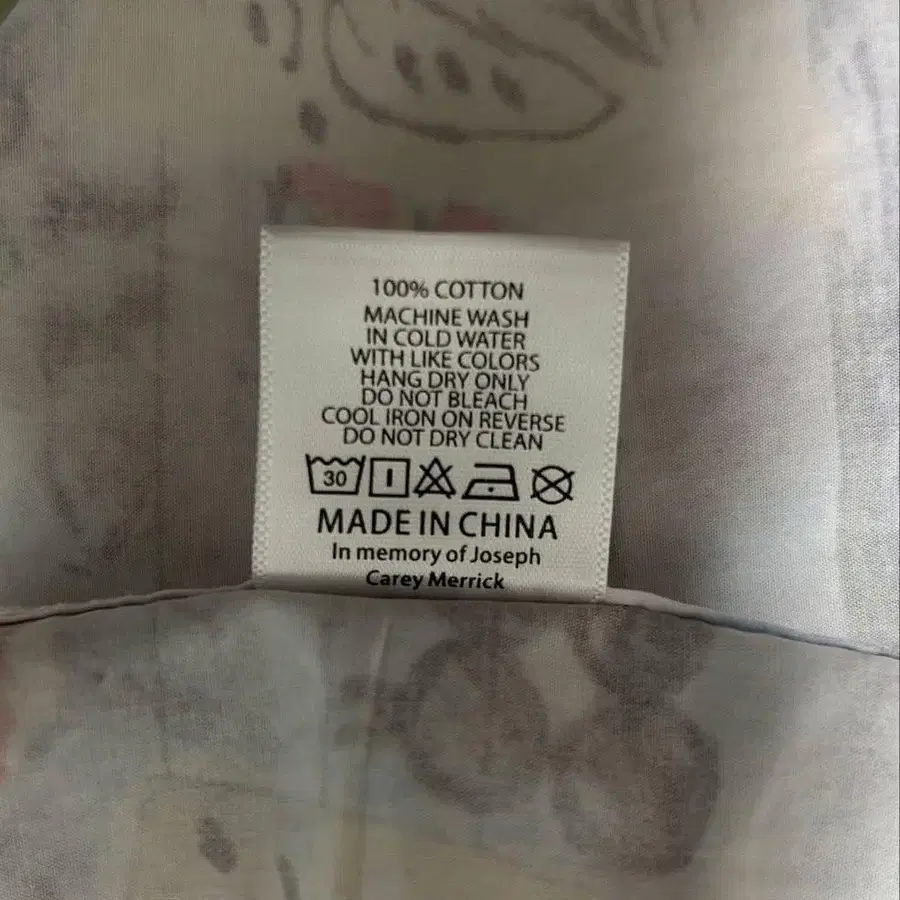 100% COTTON
MACHINE WASH
IN COLD WATER
WITH LIKE COLORS
HANG DRY ONLY
DO NOT BLEACH
COOL IRON ON REVERSE
DO NOT DRY CLEAN
30
MADE IN CHINA
In memory of Joseph
Carey Merrick